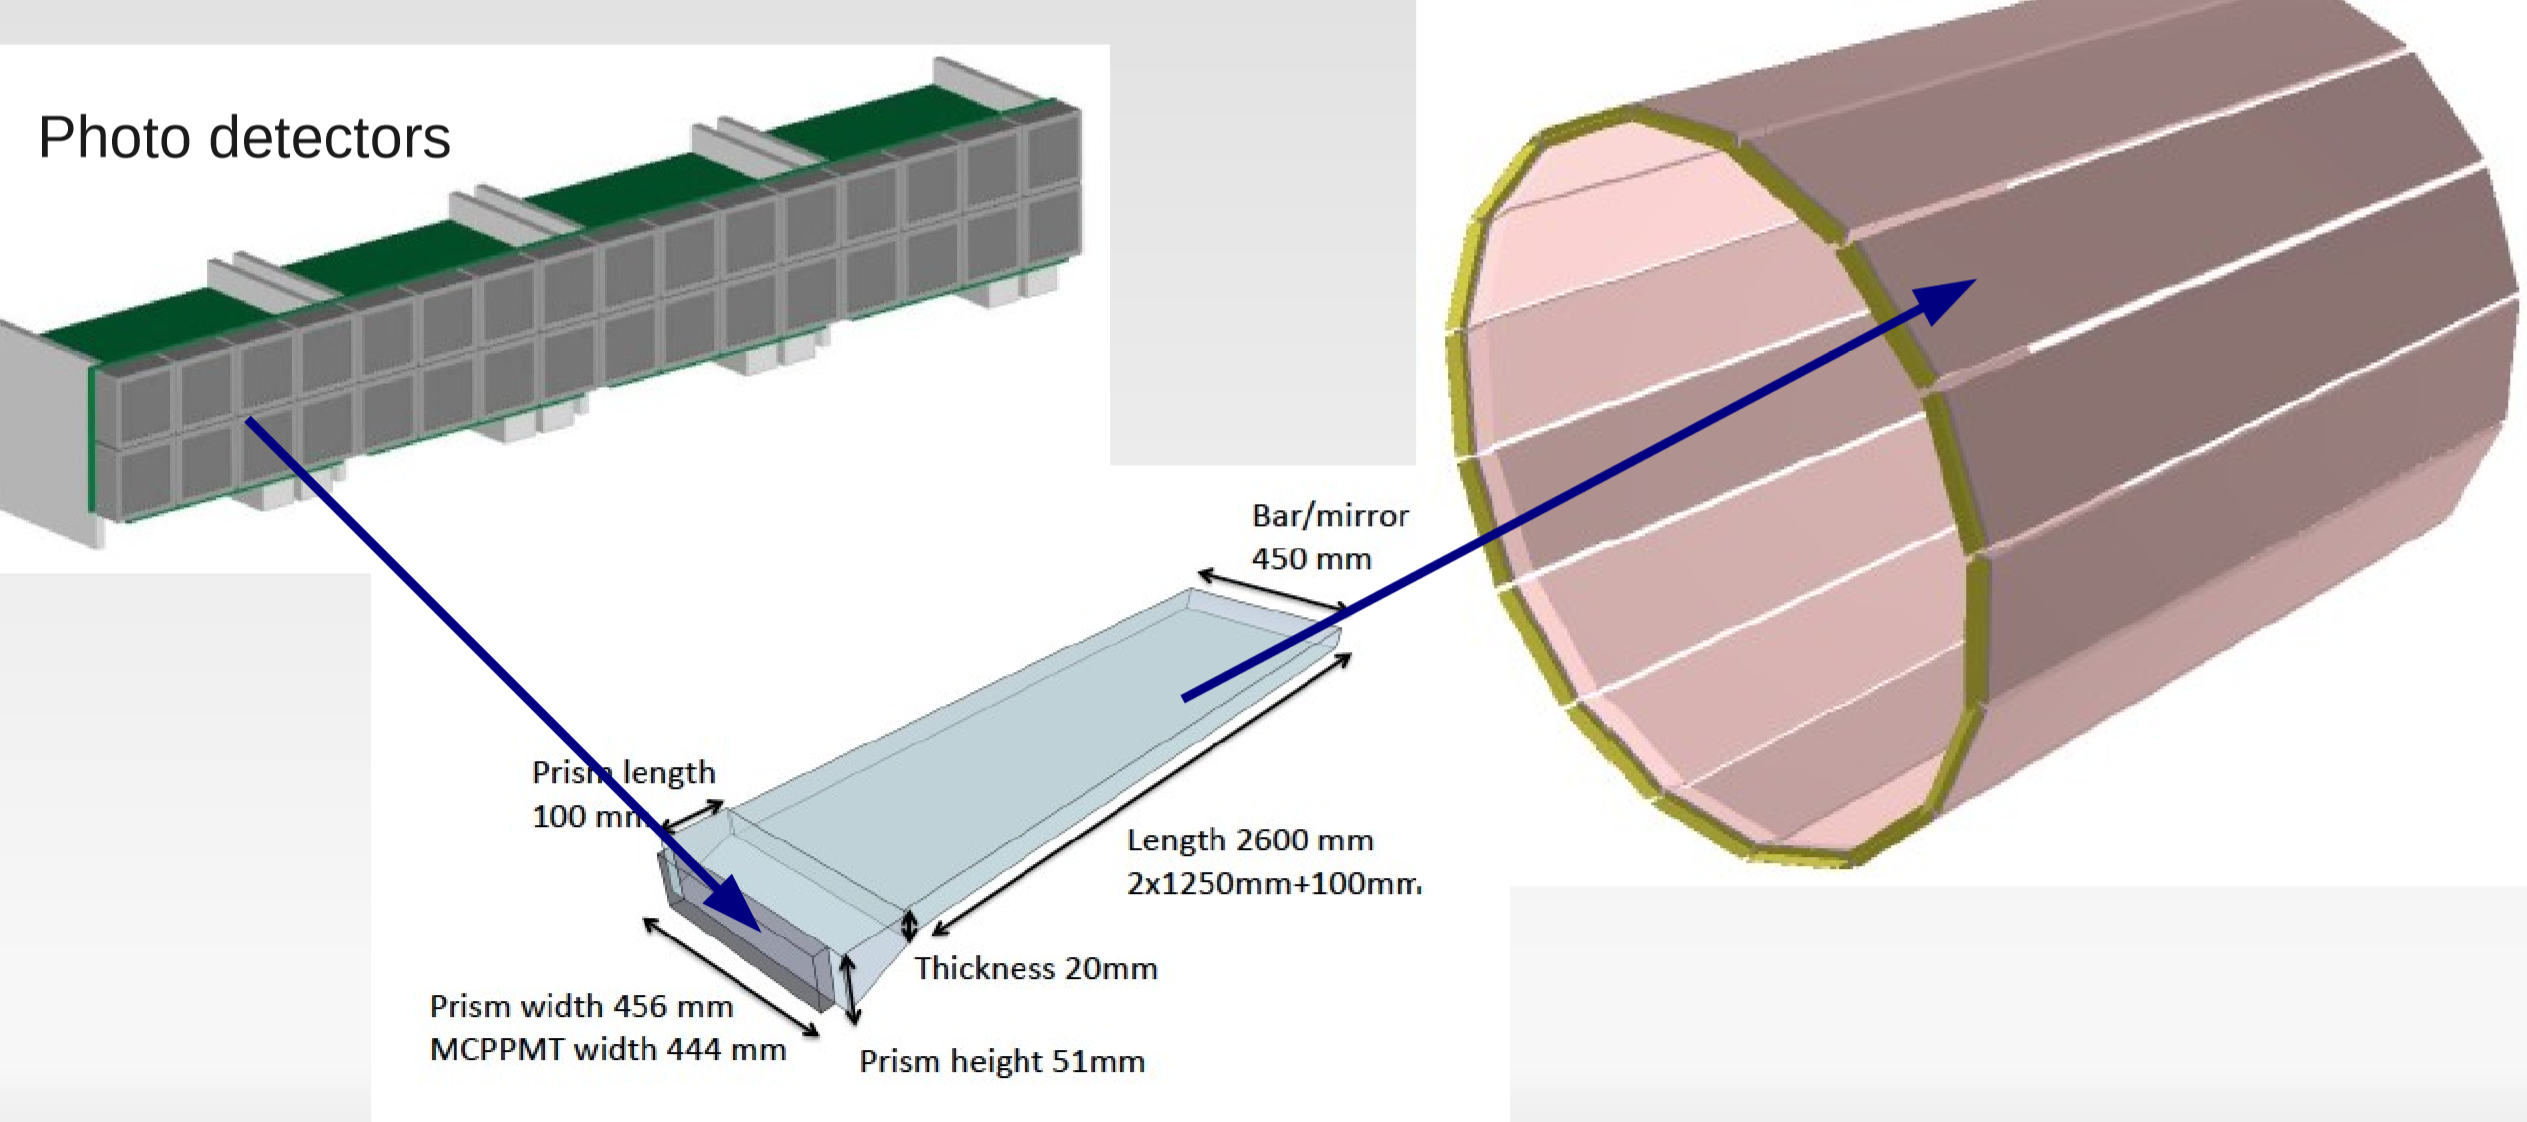 Photo detectors
Bar/mirror
450 mm
Prism length
100 mm
Length 2600 mm
2x1250mm+100mm
Thickness 20mm
Prism width 456 mm
MCPPMT width 444 mm
Prism height 51mm